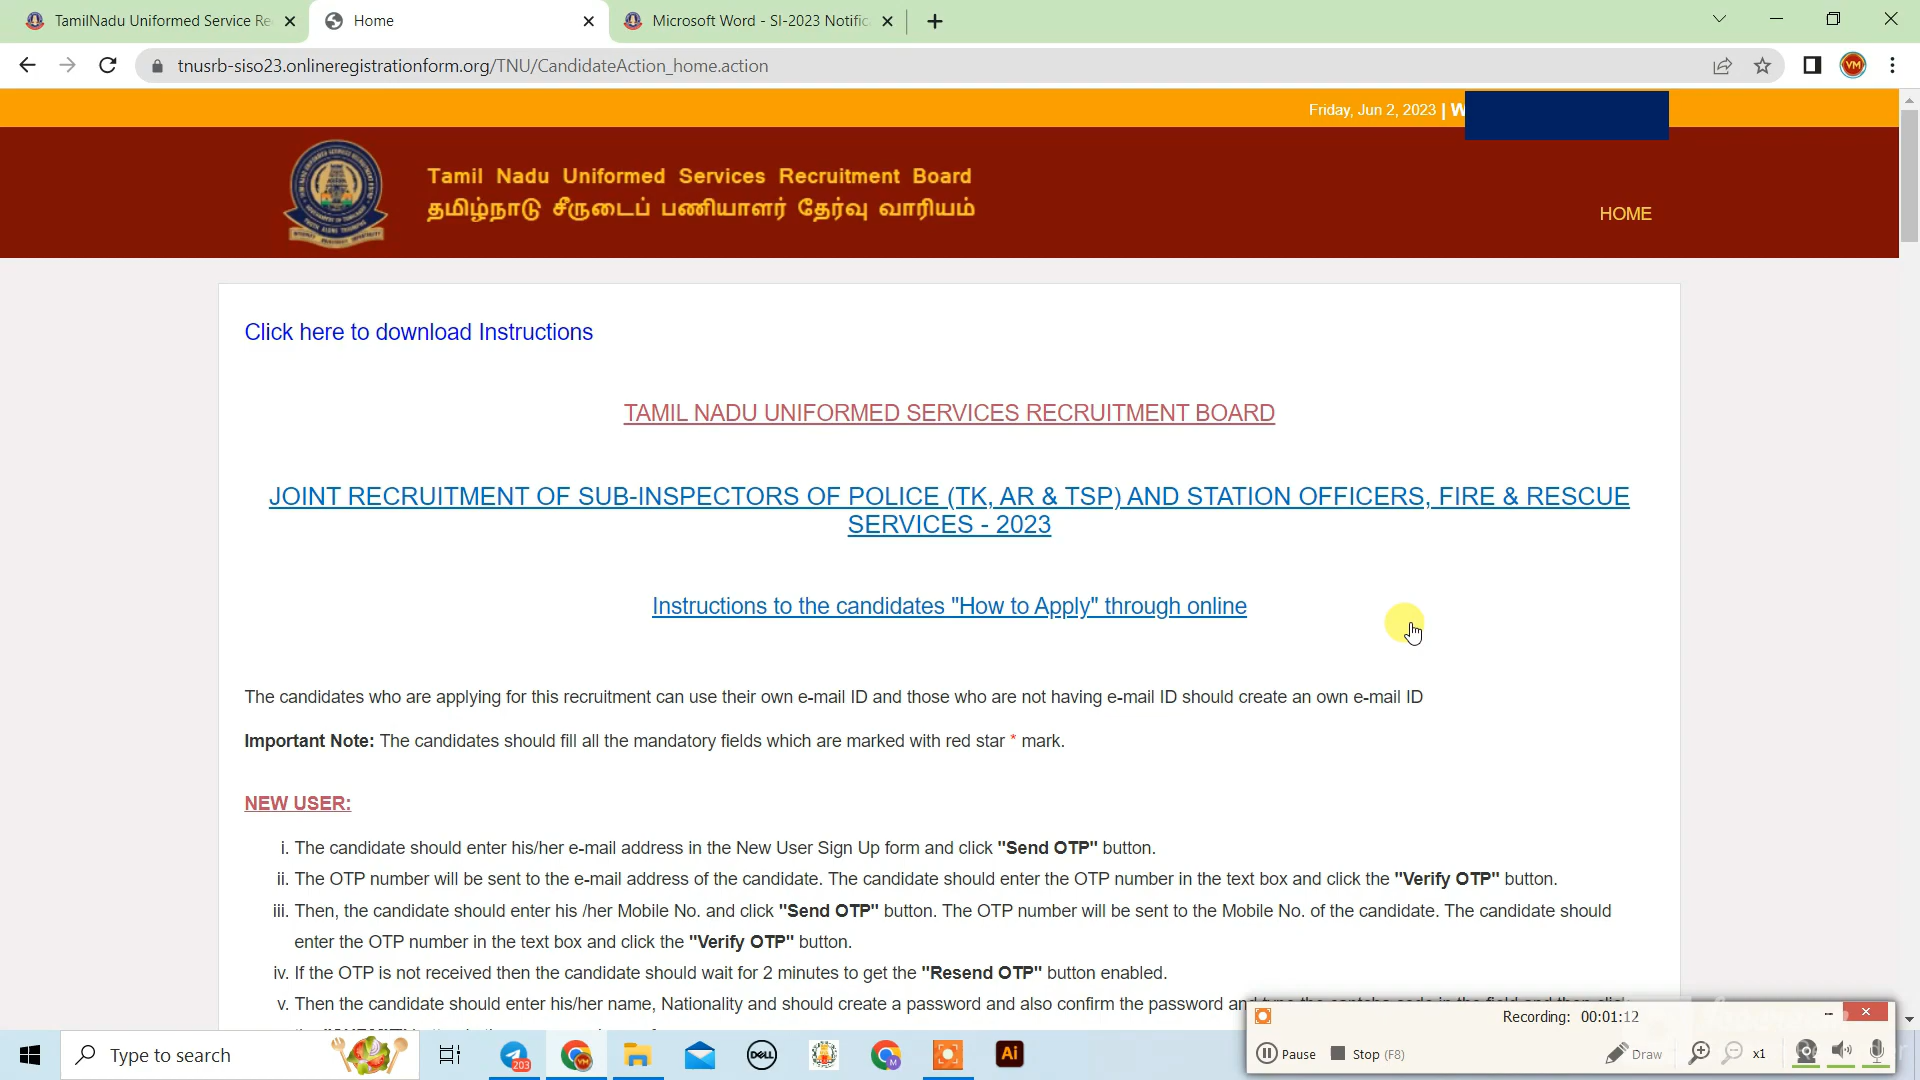 TamilNadu Uniformed Service Re
Home
Microsoft Word - SI-2023 Notific
tnusrb-siso23.onlineregistrationform.org/TNU/CandidateAction_home.action
VM
Friday, Jun 2, 2023 | W
Tamil Nadu Uniformed Services Recruitment Board
தமிழ்நாடு சீருடைப் பணியாளர் தேர்வு வாரியம்
HOME
Click here to download Instructions
TAMIL NADU UNIFORMED SERVICES RECRUITMENT BOARD
JOINT RECRUITMENT OF SUB-INSPECTORS OF POLICE (TK, AR & TSP) AND STATION OFFICERS, FIRE & RESCUE
SERVICES - 2023
Instructions to the candidates "How to Apply" through online
The candidates who are applying for this recruitment can use their own e-mail ID and those who are not having e-mail ID should create an own e-mail ID
Important Note: The candidates should fill all the mandatory fields which are marked with red star * mark.
NEW USER:
i. The candidate should enter his/her e-mail address in the New User Sign Up form and click "Send OTP" button.
ii. The OTP number will be sent to the e-mail address of the candidate. The candidate should enter the OTP number in the text box and click the "Verify OTP" button.
iii. Then, the candidate should enter his /her Mobile No. and click "Send OTP" button. The OTP number will be sent to the Mobile No. of the candidate. The candidate should
enter the OTP number in the text box and click the "Verify OTP" button.
iv. If the OTP is not received then the candidate should wait for 2 minutes to get the "Resend OTP" button enabled.
v. Then the candidate should enter his/her name, Nationality and should create a password and also confirm the password and
Recording: 00:01:12
Pause
Stop (F8)
Draw
x1
Type to search
203
VM
DELL
M
Ai